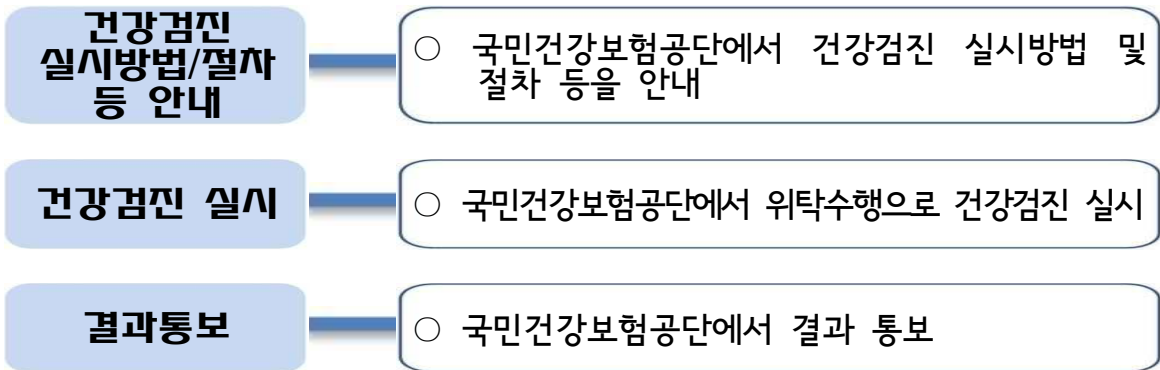 건강검진
실시방법/절차
등 안내
○ 국민건강보험공단에서 건강검진 실시방법 및
절차 등을 안내
건강검진 실시
○ 국민건강보험공단에서 위탁수행으로 건강검진 실시
결과통보
○ 국민건강보험공단에서 결과 통보